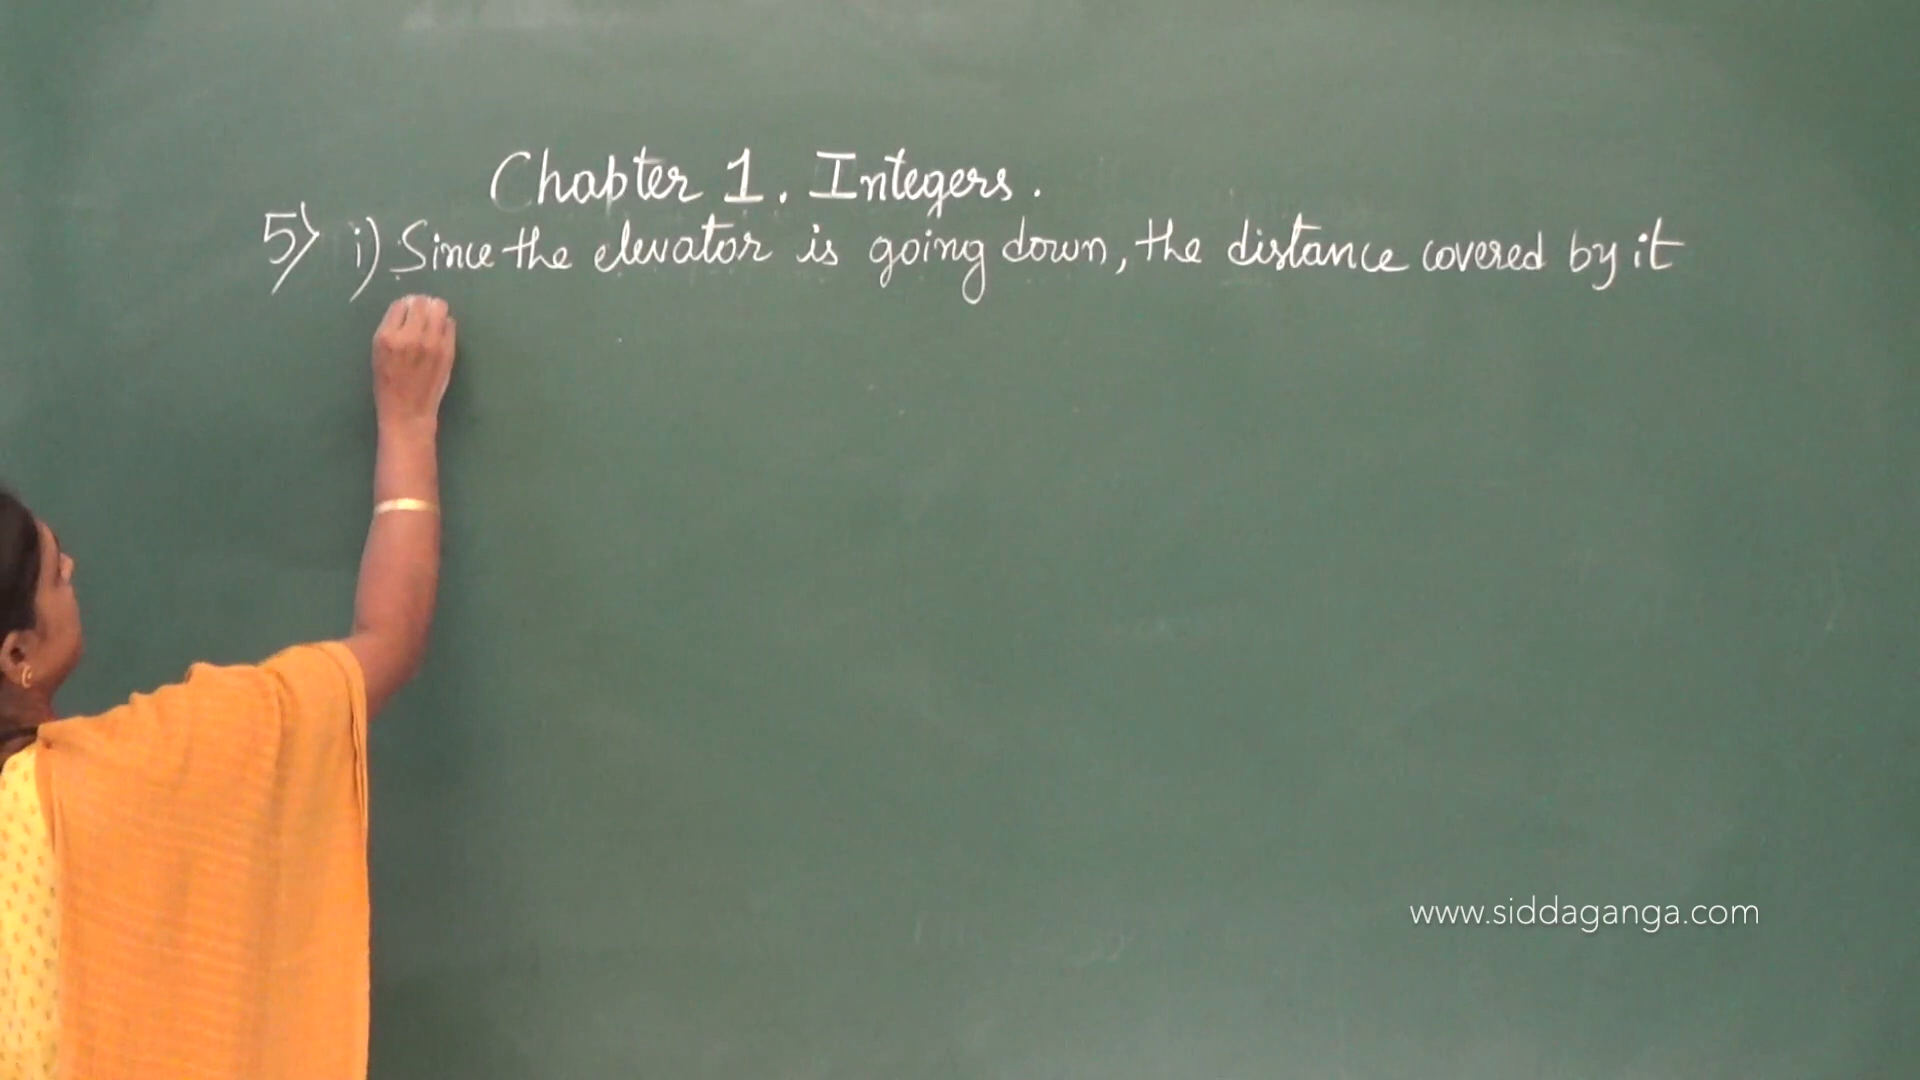 Chapter 1. Integers.
5) i) Since the elevator is going down, the distance covered by it
www.siddaganga.com